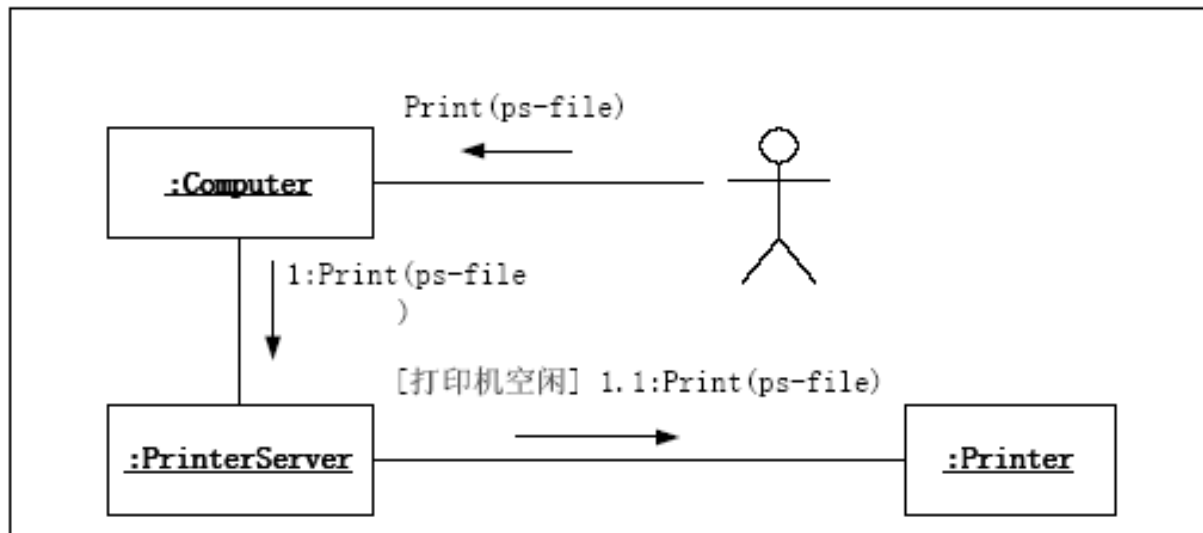 Print(ps-file)
:Computer
1:Print(ps-file
)
[打印机空闲] 1.1:Print(ps-file)
:PrinterServer
:Printer